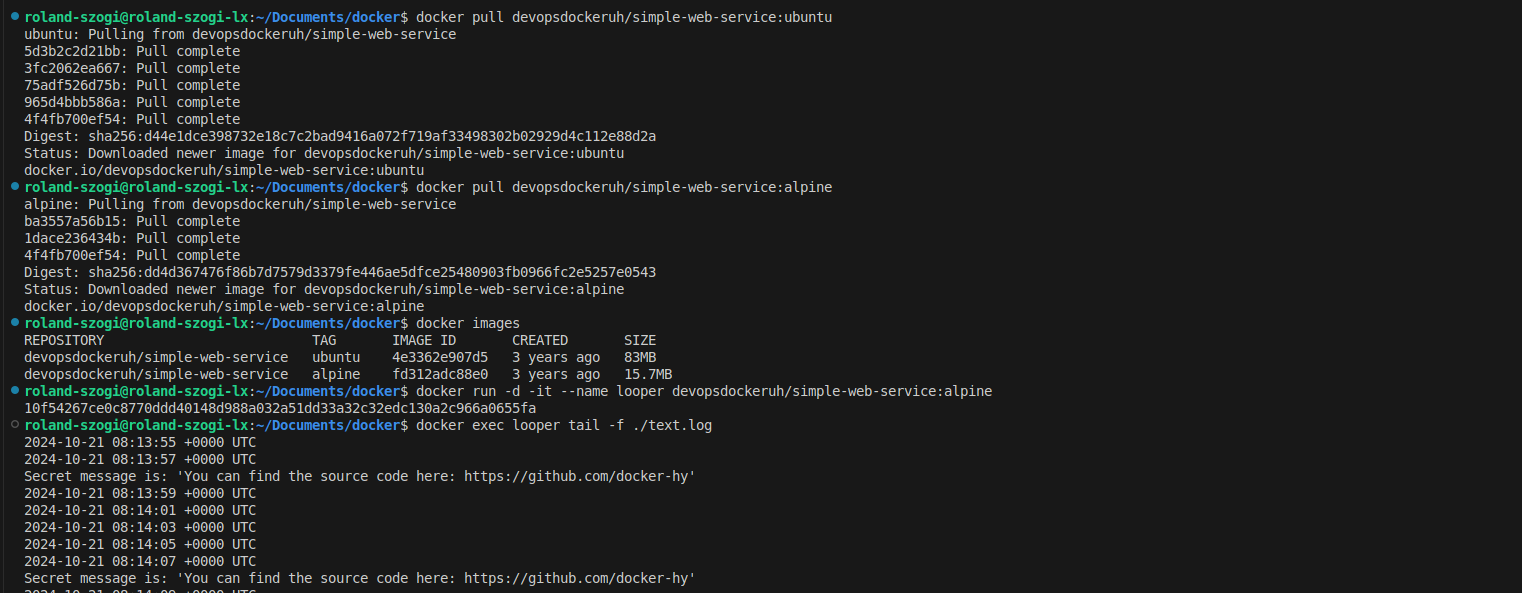 roland-szogi@roland-szogi-lx:~/Documents/docker$ docker pull devopsdockeruh/simple-web-service:ubuntu
ubuntu: Pulling from devopsdockeruh/simple-web-service
5d3b2c2d21bb: Pull complete
3fc2062ea667: Pull complete
75adf526d75b: Pull complete
965d4bbb586a: Pull complete
4f4fb700ef54: Pull complete
Digest: sha256:d44e1dce398732e18c7c2bad9416a072f719af33498302b02929d4c112e88d2a
Status: Downloaded newer image for devopsdockeruh/simple-web-service:ubuntu
docker.io/devopsdockeruh/simple-web-service:ubuntu
roland-szogi@roland-szogi-lx:~/Documents/docker$ docker pull devopsdockeruh/simple-web-service:alpine
alpine: Pulling from devopsdockeruh/simple-web-service
ba3557a56b15: Pull complete
1dace236434b: Pull complete
4f4fb700ef54: Pull complete
Digest: sha256:dd4d367476f86b7d7579d3379fe446ae5dfce25480903fb0966fc2e5257e0543
Status: Downloaded newer image for devopsdockeruh/simple-web-service:alpine
docker.io/devopsdockeruh/simple-web-service:alpine
roland-szogi@roland-szogi-lx:~/Documents/docker$ docker images
REPOSITORY                          TAG       IMAGE ID       CREATED       SIZE
devopsdockeruh/simple-web-service   ubuntu    4e3362e907d5   3 years ago   83MB
devopsdockeruh/simple-web-service   alpine    fd312adc88e0   3 years ago   15.7MB
roland-szogi@roland-szogi-lx:~/Documents/docker$ docker run -d -it --name looper devopsdockeruh/simple-web-service:alpine
10f54267ce0c8770ddd40148d988a032a51dd33a32c32edc130a2c966a0655fa
roland-szogi@roland-szogi-lx:~/Documents/docker$ docker exec looper tail -f ./text.log
2024-10-21 08:13:55 +0000 UTC
2024-10-21 08:13:57 +0000 UTC
Secret message is: 'You can find the source code here: https://github.com/docker-hy'
2024-10-21 08:13:59 +0000 UTC
2024-10-21 08:14:01 +0000 UTC
2024-10-21 08:14:03 +0000 UTC
2024-10-21 08:14:05 +0000 UTC
2024-10-21 08:14:07 +0000 UTC
Secret message is: 'You can find the source code here: https://github.com/docker-hy'